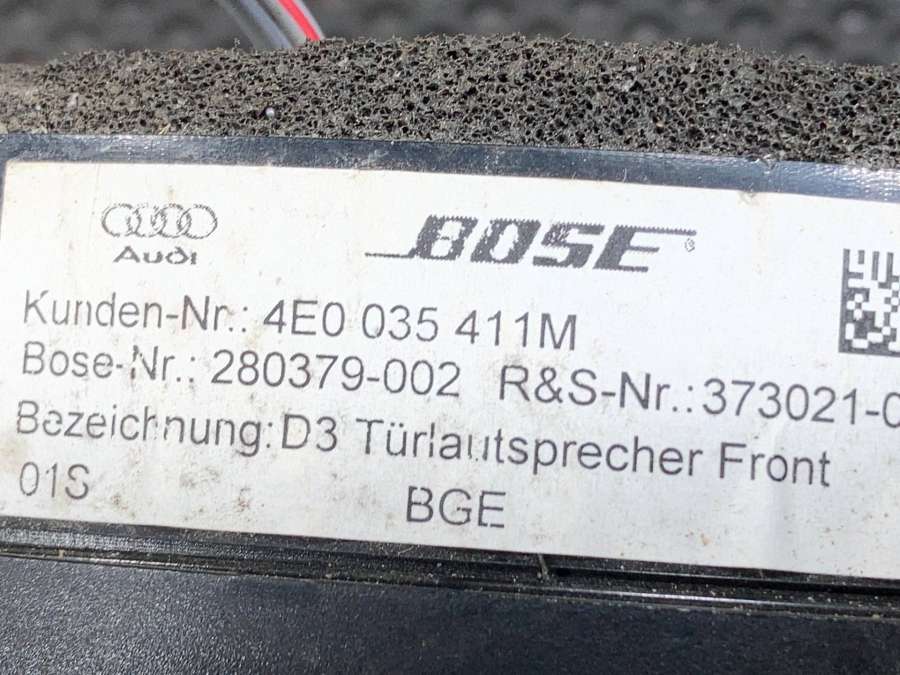 Audi
BOSE®
Kunden-Nr.: 4E0 035 411M
Bose-Nr.: 280379-002 R&S-Nr.:373021-0
Bezeichnung: D3 Türlautsprecher Front
01S BGE